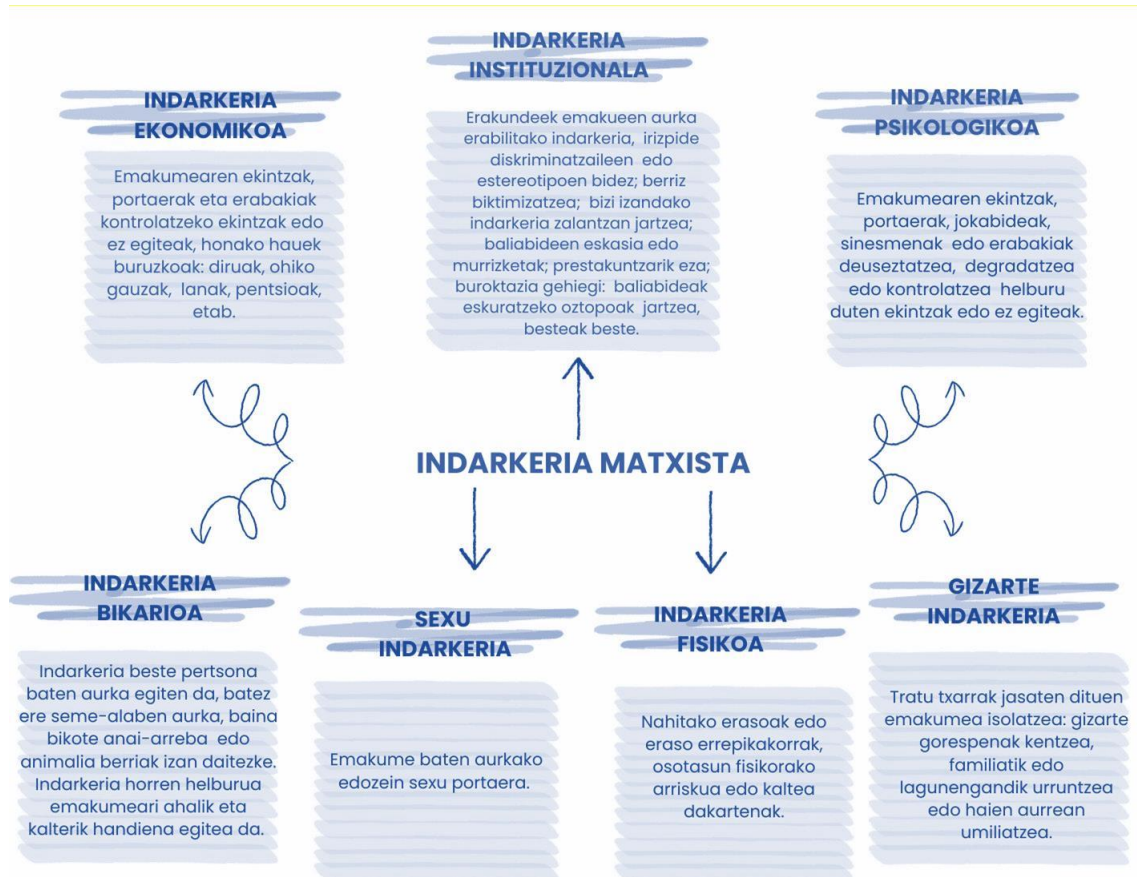 INDARKERIA
INSTITUZIONALA
Erakundeek emakueen aurka
erabilitako indarkeria, irizpide
diskriminatzaileen edo
estereotipoen bidez; berriz
biktimizatzea; bizi izandako
indarkeria zalantzan jartzea;
baliabideen eskasia edo
murrizketak; prestakuntzarik eza;
buroktazia gehiegi: baliabideak
eskuratzeko oztopoak jartzea,
besteak beste.
INDARKERIA
EKONOMIKOA
Emakumearen ekintzak,
portaerak eta erabakiak
kontrolatzeko ekintzak edo
ez egiteak, honako hauek
buruzkoak: diruak, ohiko
gauzak, lanak, pentsioak,
etab.
INDARKERIA
PSIKOLOGIKOA
Emakumearen ekintzak,
portaerak, jokabideak,
sinesmenak edo erabakiak
deuseztatzea, degradatzea
edo kontrolatzea helburu
duten ekintzak edo ez egiteak.
INDARKERIA MATXISTA
INDARKERIA
BIKARIOA
Indarkeria beste pertsona
baten aurka egiten da, batez
ere seme-alaben aurka, baina
bikote anai-arreba edo
animalia berriak izan daitezke.
Indarkeria horren helburua
emakumeari ahalik eta
kalterik handiena egitea da.
SEXU
INDARKERIA
Emakume baten aurkako
edozein sexu portaera.
INDARKERIA
FISIKOA
Nahitako erasoak edo
eraso errepikakorrak,
osotasun fisikorako
arriskua edo kaltea
dakartenak.
GIZARTE
INDARKERIA
Tratu txarrak jasaten dituen
emakumea isolatzea: gizarte
gorespenak kentzea,
familiatik edo
lagunengandik urruntzea
edo haien aurrean
umiliatzea.